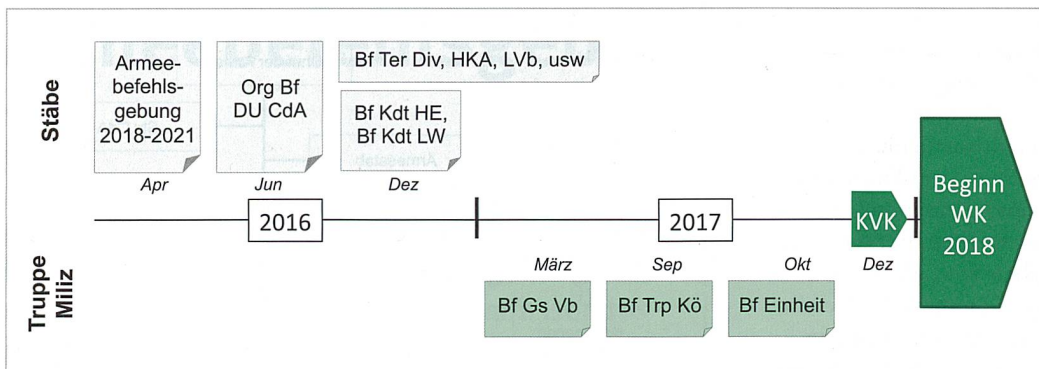 Stäbe
Armee-
befehls-
gebung
2018-2021
Org Bf
DU CdA
Bf Ter Div, HKA, LVb, usw
Bf Kdt HE,
Bf Kdt LW
Apr
Jun
Dez
2016
2017
KVK
Beginn
WK
2018
Truppe
Miliz
März
Sep
Okt
Dez
Bf Gs Vb
Bf Trp Kö
Bf Einheit